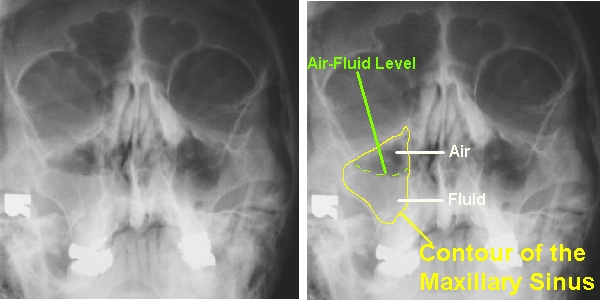 Air-Fluid Level
Air
Fluid
Contour of the
Maxillary Sinus